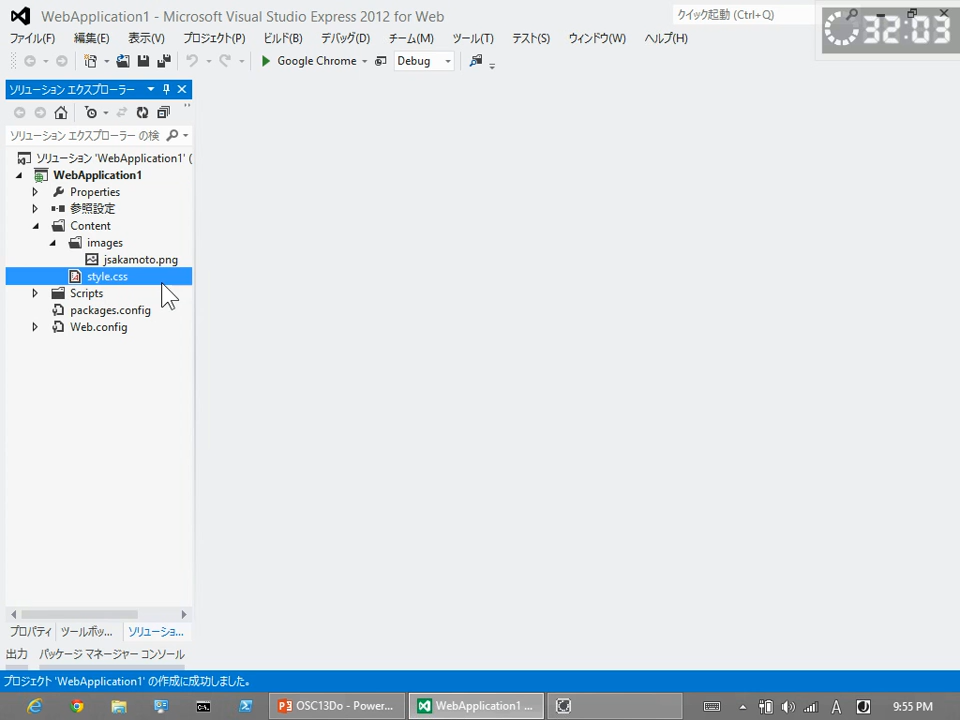 WebApplication1 - Microsoft Visual Studio Express 2012 for Web
クイック起動 (Ctrl+Q)
32:03
ファイル(F) 編集(E) 表示(V) プロジェクト(P) ビルド(B) デバッグ(D) チーム(M) ツール(T) テスト(S) ウィンドウ(W) ヘルプ(H)
Google Chrome Debug
ソリューション エクスプローラー
ソリューション エクスプローラー の検
ソリューション 'WebApplication1' (
WebApplication1
Properties
参照設定
Content
images
jsakamoto.png
style.css
Scripts
packages.config
Web.config
プロパティ ツールボッ... ソリューショ...
出力 パッケージ マネージャー コンソール
プロジェクト 'WebApplication1' の作成に成功しました。
OSC13Do - Power... WebApplication1 ... A 9:55 PM